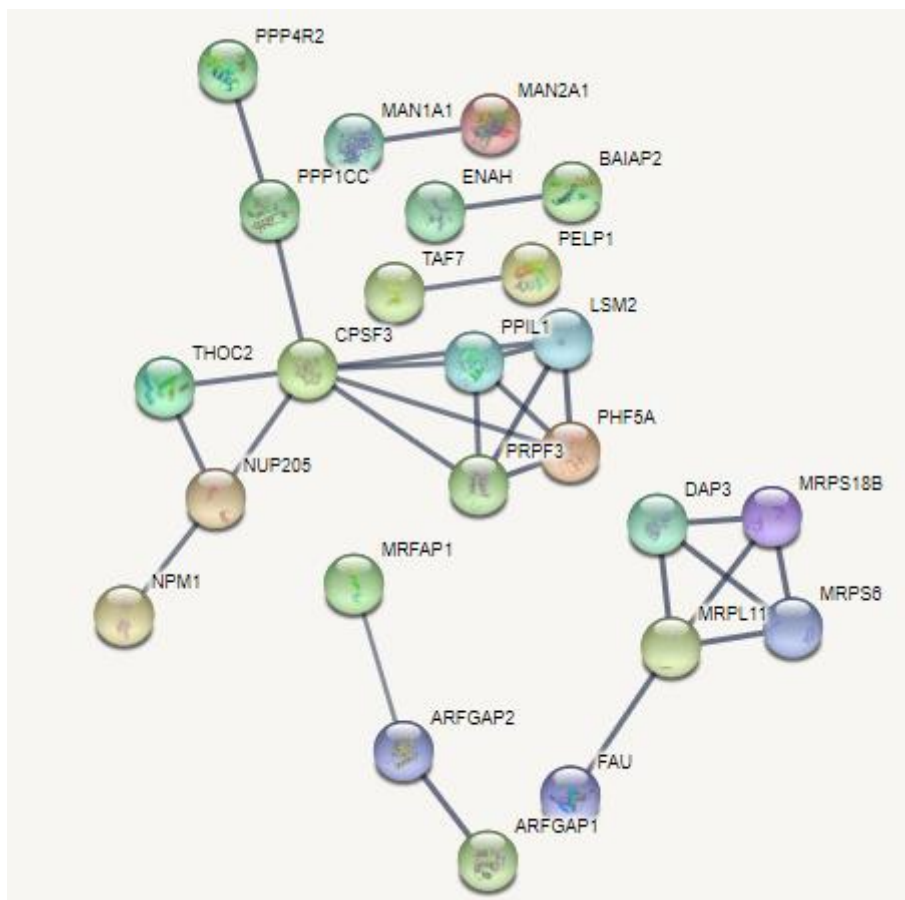 PPP4R2
MAN2A1
MAN1A1
BAIAP2
PPP1CC
ENAH
PELP1
TAF7
LSM2
CPSF3
PPIL1
THOC2
PHF5A
PRPF3
NUP205
DAP3
MRPS18B
MRFAP1
NPM1
MRPS6
MRPL11
ARFGAP2
FAU
ARFGAP1